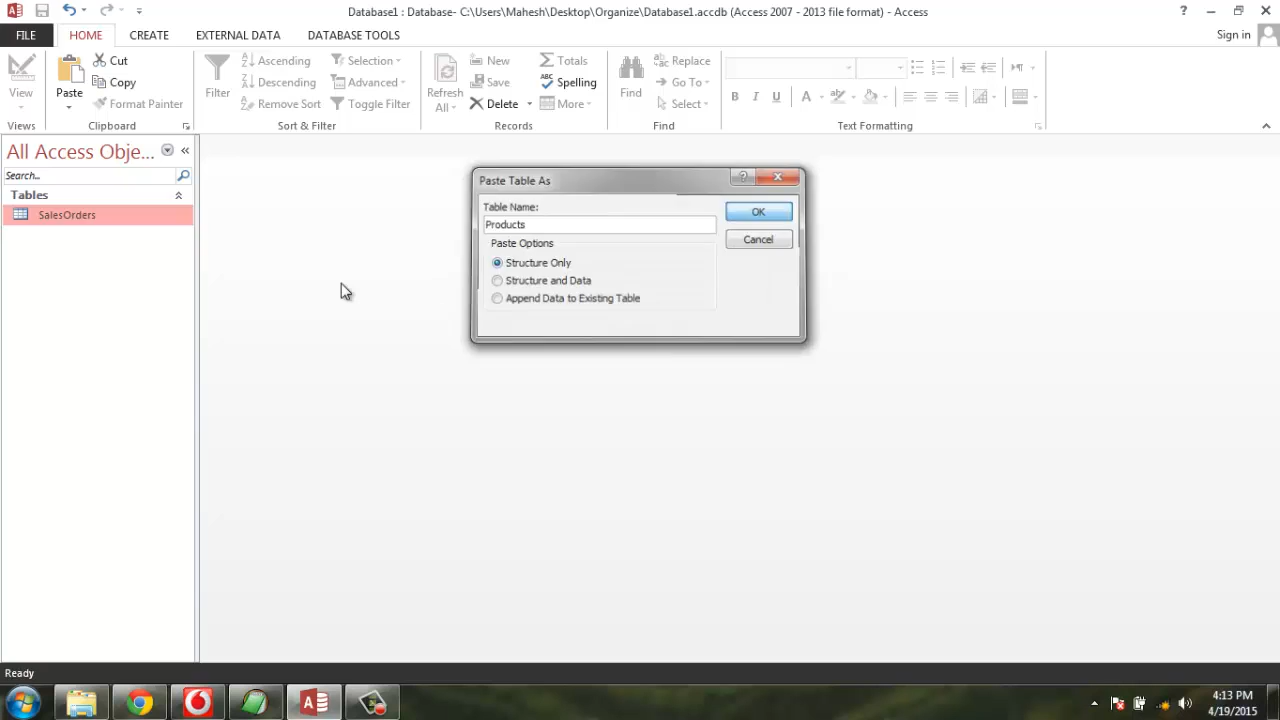 Database1 : Database- C:\Users\Mahesh\Desktop\Organize\Database1.accdb (Access 2007 - 2013 file format) - Access
FILE HOME CREATE EXTERNAL DATA DATABASE TOOLS Sign in
Cut Ascending Selection New Totals Replace
Copy Descending Advanced Save Spelling Go To
View Paste Format Painter Filter Remove Sort Toggle Filter Refresh All Delete More Find Select
Views Clipboard Sort & Filter Records Find Text Formatting
B I U A
All Access Obje...
Search...
Tables
SalesOrders
Paste Table As
Table Name:
OK
Products
Paste Options
Cancel
Structure Only
Structure and Data
Append Data to Existing Table
Ready
4:13 PM
4/19/2015